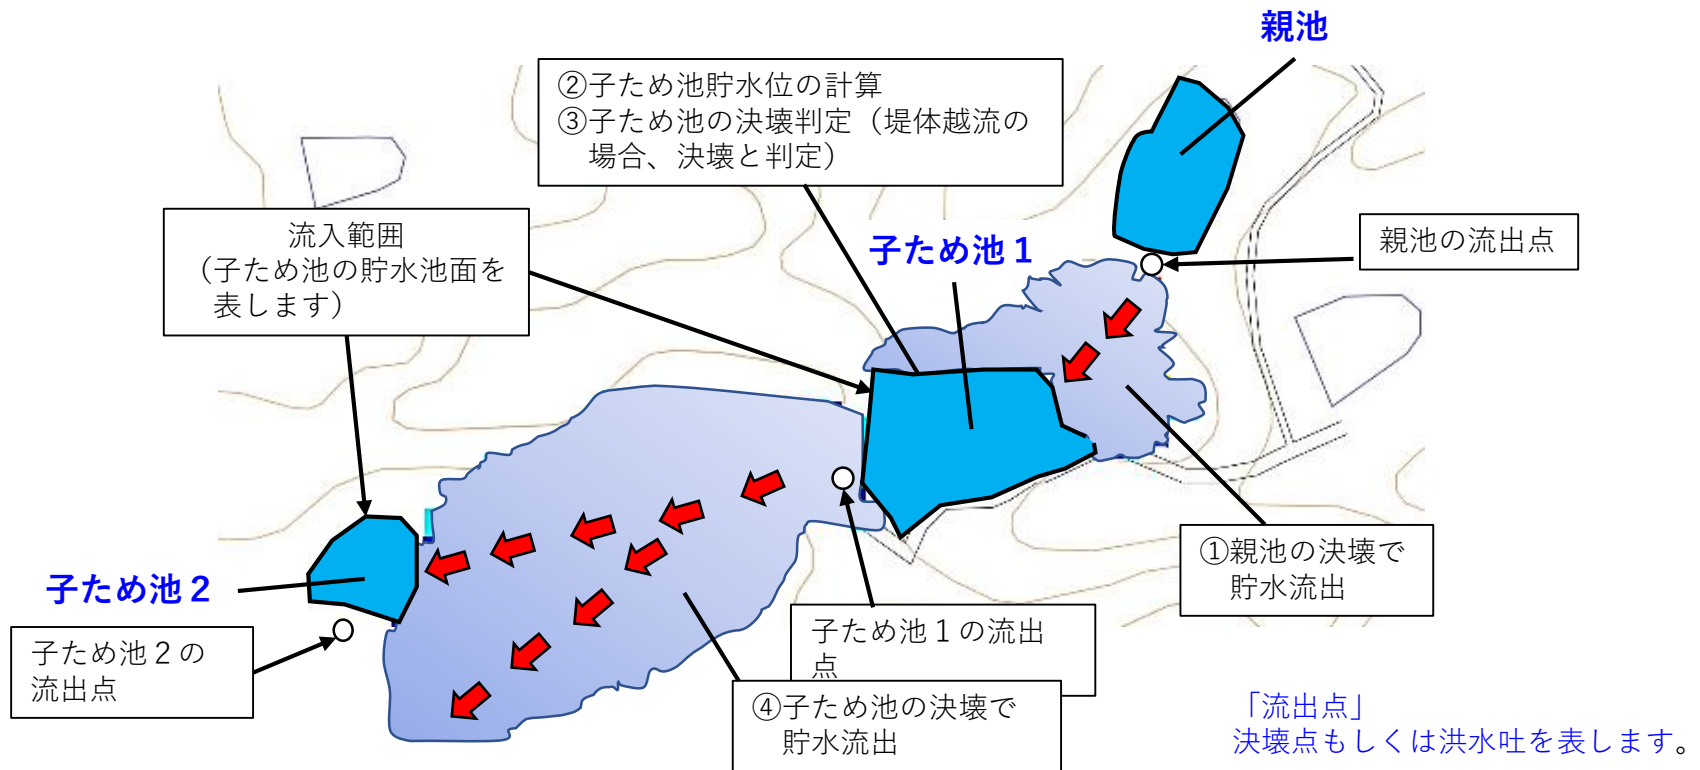 親池
②子ため池貯水位の計算
③子ため池の決壊判定（堤体越流の
場合、決壊と判定）
流入範囲
（子ため池の貯水池面を
表します）
子ため池１
親池の流出点
①親池の決壊で
貯水流出
子ため池２
子ため池２の
流出点
子ため池１の流出
点
④子ため池の決壊で
貯水流出
「流出点」
決壊点もしくは洪水吐を表します。